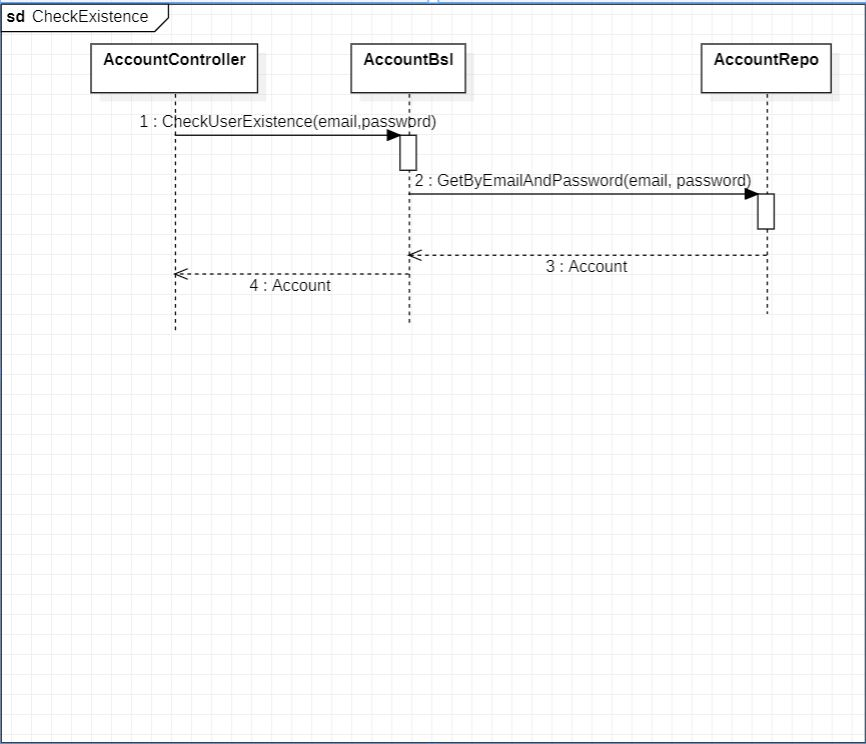 sd CheckExistence
AccountController
AccountBsl
AccountRepo
1 : CheckUserExistence(email,password)
2 : GetByEmailAndPassword(email, password)
3 : Account
4 : Account